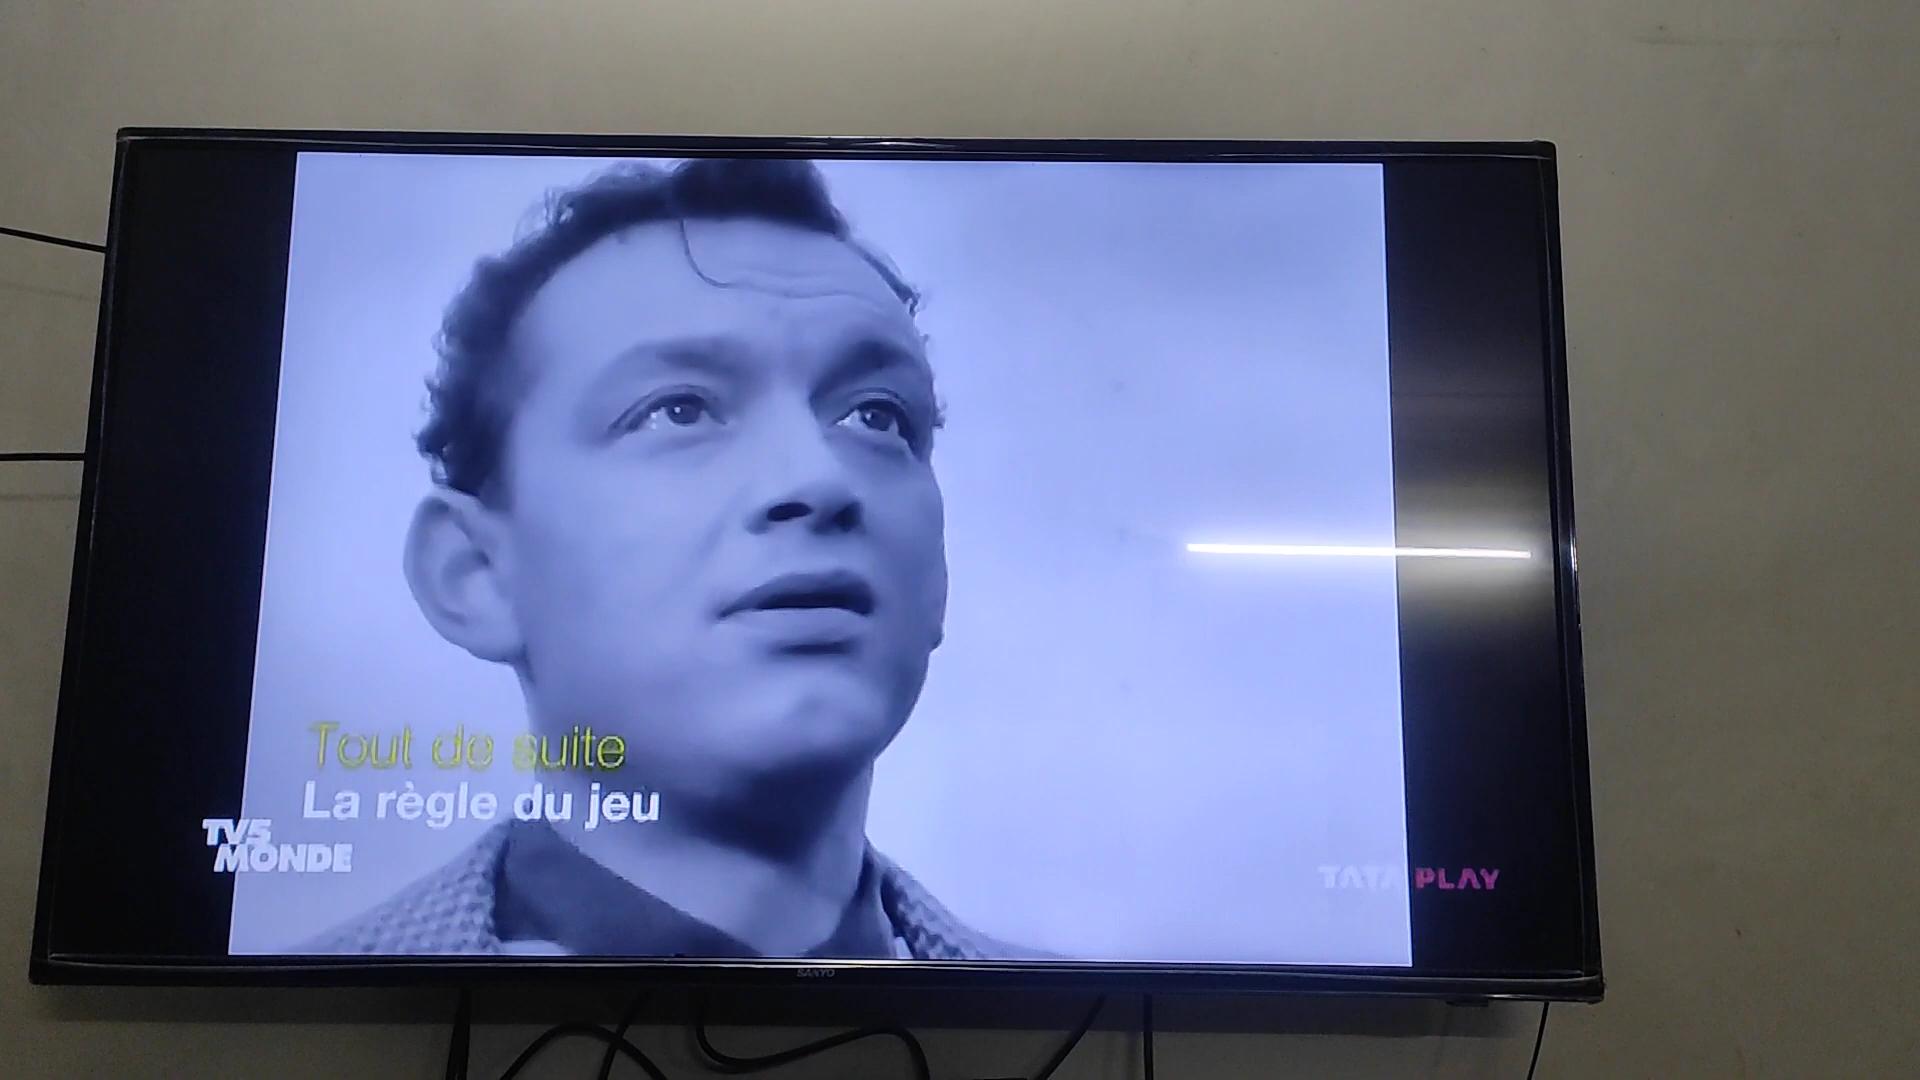 Tout de suite
La règle du jeu
TV5
MONDE
TATA PLAY
SANYO